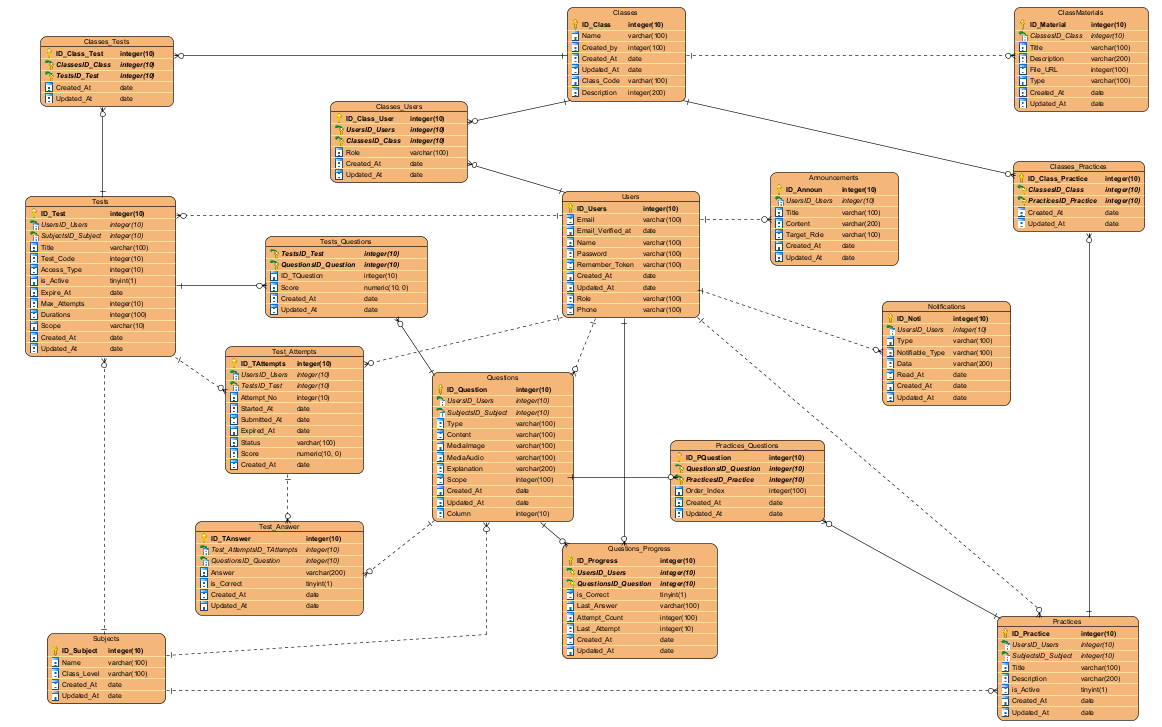 Classes
ID_Class integer(10)
Name varchar(100)
Created_by integer(100)
Created_At date
Updated_At date
Class_Code varchar(100)
Description integer(200)
ClassMaterials
ID_Material integer(10)
ClassesID_Class integer(10)
Title varchar(100)
Description varchar(200)
File_URL integer(100)
Type varchar(100)
Created_At date
Updated_At date
Classes_Tests
ID_Class_Test integer(10)
ClassesID_Class integer(10)
TestsID_Test integer(10)
Created_At date
Updated_At date
Classes_Users
ID_Class_User integer(10)
UsersID_Users integer(10)
ClassesID_Class integer(10)
Role varchar(100)
Created_At date
Updated_At date
Classes_Practices
ID_Class_Practice integer(10)
ClassesID_Class integer(10)
PracticesID_Practice integer(10)
Created_At date
Updated_At date
Announcements
ID_Announ integer(10)
UsersID_Users integer(10)
Title varchar(100)
Content varchar(200)
Target_Role varchar(100)
Created_At date
Updated_At date
Users
ID_Users integer(10)
Email varchar(100)
Email_Verified_at date
Name varchar(100)
Password varchar(100)
Remember_Token varchar(100)
Created_At date
Updated_At date
Role varchar(100)
Phone varchar(100)
Tests
ID_Test integer(10)
UsersID_Users integer(10)
SubjectsID_Subject integer(10)
Title varchar(100)
Test_Code integer(10)
Access_Type integer(10)
is_Active tinyint(1)
Expire_At date
Max_Attempts integer(10)
Durations integer(100)
Scope varchar(10)
Created_At date
Updated_At date
Tests_Questions
TestsID_Test integer(10)
QuestionsID_Question integer(10)
ID_TQuestion integer(10)
Score numeric(10, 0)
Created_At date
Updated_At date
Notifications
ID_Noti integer(10)
UsersID_Users integer(10)
Type varchar(100)
Notifiable_Type varchar(100)
Data varchar(200)
Read_At date
Created_At date
Updated_At date
Test_Attempts
ID_TAttempts integer(10)
UsersID_Users integer(10)
TestsID_Test integer(10)
Attempt_No integer(10)
Started_At date
Submitted_At date
Expired_At date
Status varchar(100)
Score numeric(10, 0)
Created_At date
Questions
ID_Question integer(10)
UsersID_Users integer(10)
SubjectsID_Subject integer(10)
Type varchar(100)
Content varchar(100)
MediaImage varchar(100)
MediaAudio varchar(100)
Explanation varchar(200)
Scope integer(100)
Created_At date
Updated_At date
Column integer(10)
Practices_Questions
ID_PQuestion integer(10)
QuestionsID_Question integer(10)
PracticesID_Practice integer(10)
Order_Index integer(100)
Created_At date
Updated_At date
Test_Answer
ID_TAnswer integer(10)
Test_AttemptsID_TAttempts integer(10)
QuestionsID_Question integer(10)
Answer varchar(200)
is_Correct tinyint(1)
Created_At date
Updated_At date
Questions_Progress
ID_Progress integer(10)
UsersID_Users integer(10)
QuestionsID_Question integer(10)
is_Correct tinyint(1)
Last_Answer varchar(100)
Attempt_Count integer(100)
Last _Attempt integer(10)
Created_At date
Updated_At date
Subjects
ID_Subject integer(10)
Name varchar(100)
Class_Level varchar(100)
Created_At date
Updated_At date
Practices
ID_Practice integer(10)
UsersID_Users integer(10)
SubjectsID_Subject integer(10)
Title varchar(100)
Description varchar(200)
is_Active tinyint(1)
Created_At date
Updated_At date